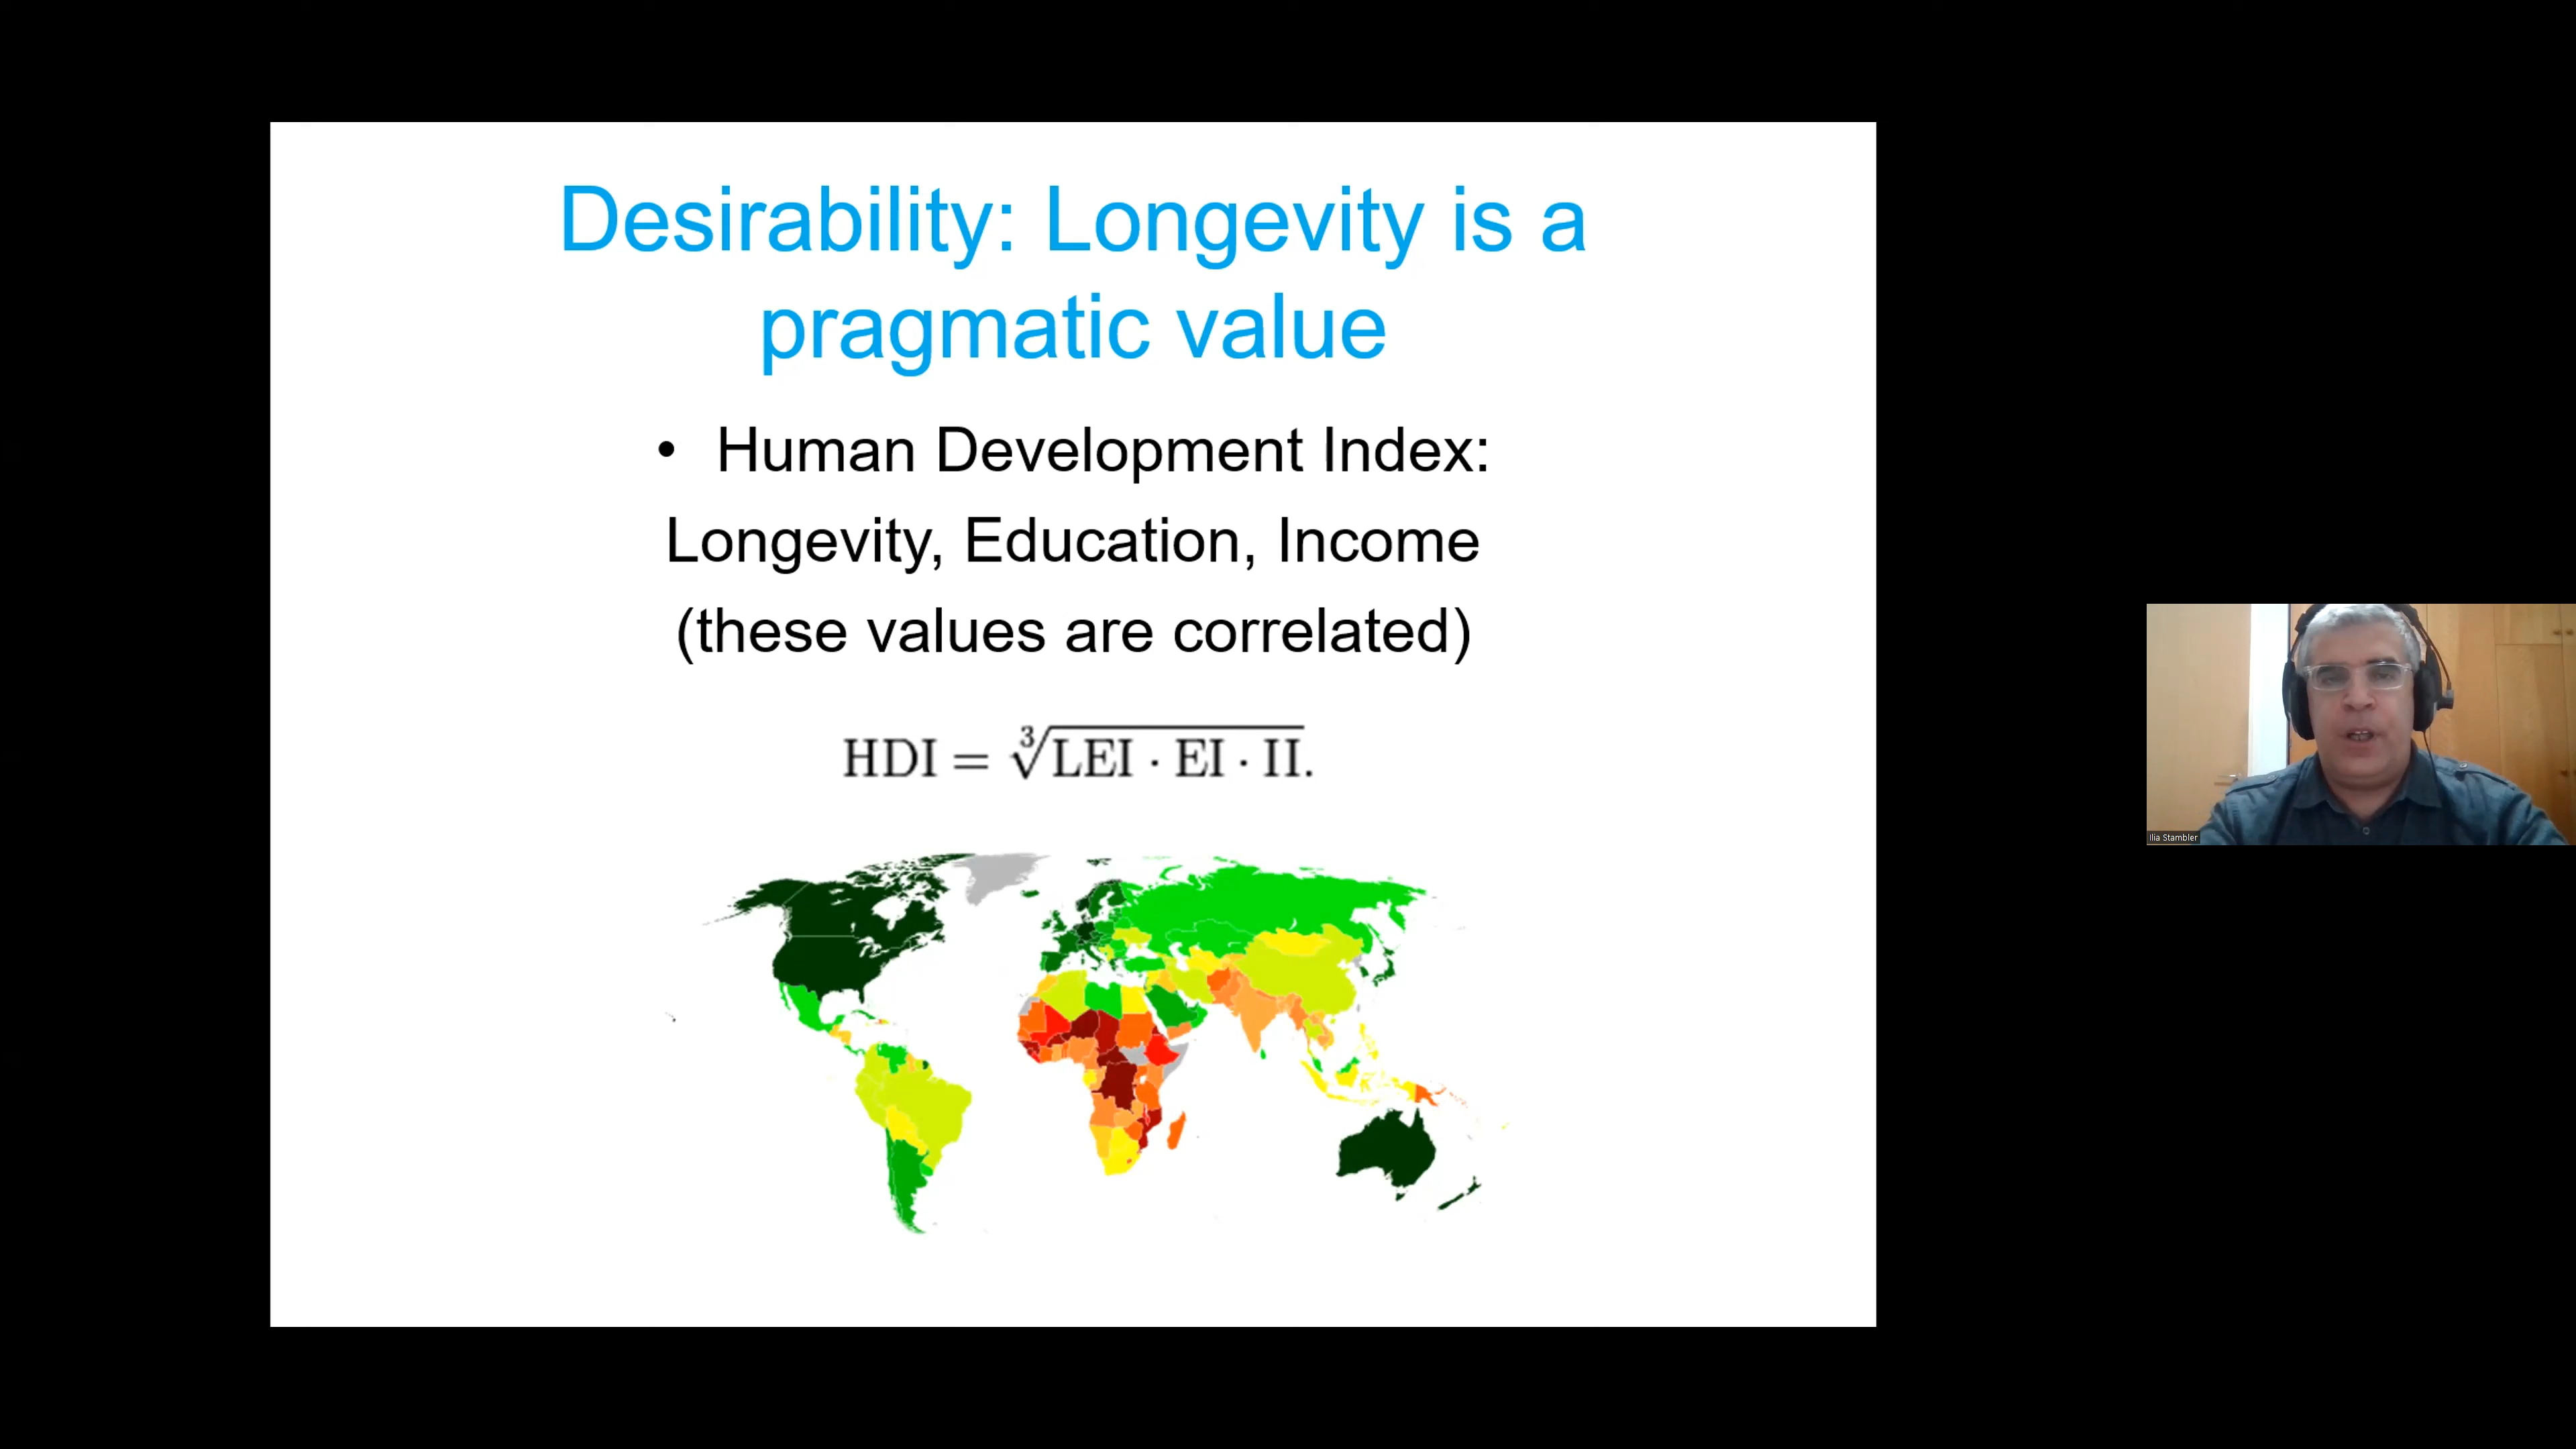 Desirability: Longevity is a
pragmatic value
• Human Development Index:
Longevity, Education, Income
(these values are correlated)
HDI = ∛LEI · EI · II.
Ilia Stambler